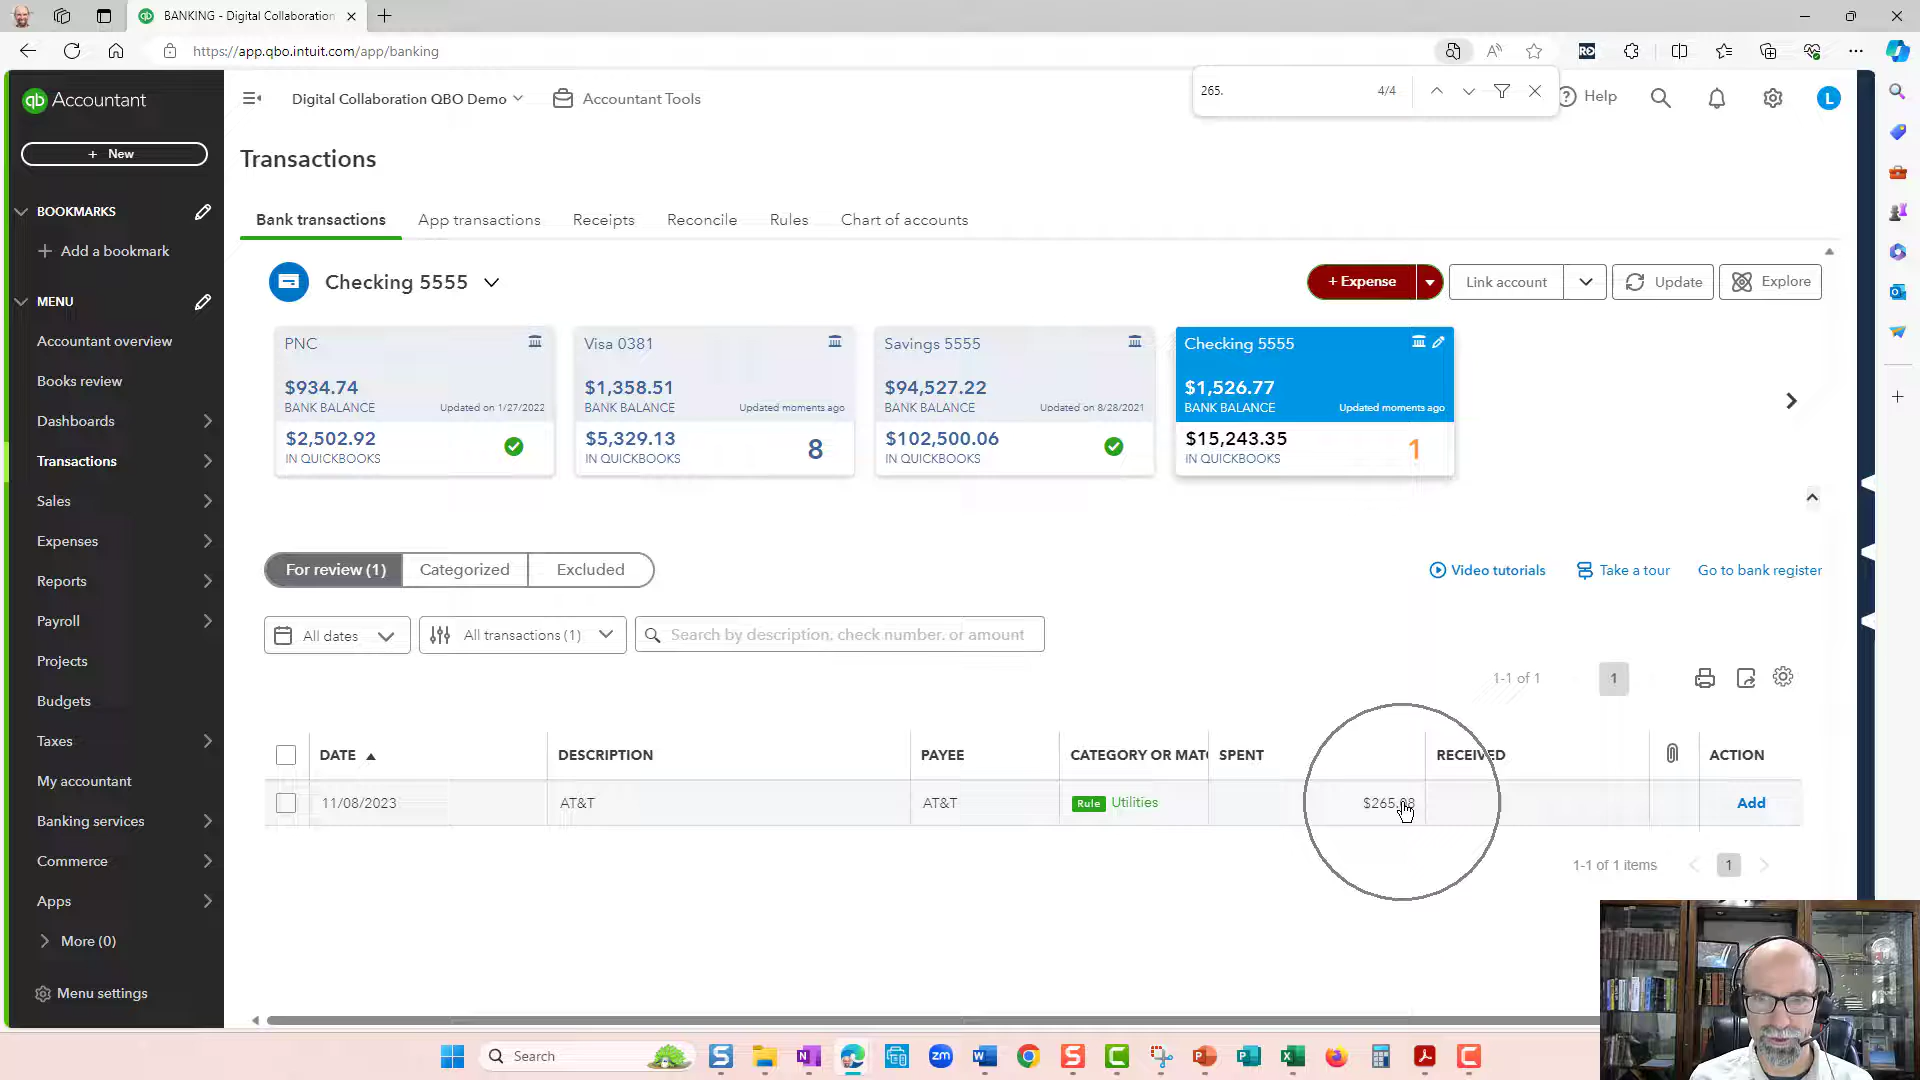 BANKING - Digital Collaboration
https://app.qbo.intuit.com/app/banking
265.
4/4
qb Accountant
Digital Collaboration QBO Demo
Accountant Tools
Help
L
+ New
Transactions
BOOKMARKS
Add a bookmark
Bank transactions
App transactions
Receipts
Reconcile
Rules
Chart of accounts
MENU
Accountant overview
Books review
Dashboards
Transactions
Sales
Expenses
Reports
Payroll
Projects
Budgets
Taxes
My accountant
Banking services
Commerce
Apps
More (0)
Menu settings
Checking 5555
+ Expense
Link account
Update
Explore
PNC
$934.74
BANK BALANCE
Updated on 1/27/2022
$2,502.92
IN QUICKBOOKS
Visa 0381
$1,358.51
BANK BALANCE
Updated moments ago
$5,329.13
IN QUICKBOOKS
8
Savings 5555
$94,527.22
BANK BALANCE
Updated on 8/28/2021
$102,500.06
IN QUICKBOOKS
Checking 5555
$1,526.77
BANK BALANCE
Updated moments ago
$15,243.35
IN QUICKBOOKS
1
For review (1)
Categorized
Excluded
Video tutorials
Take a tour
Go to bank register
All dates
All transactions (1)
Search by description, check number, or amount
1-1 of 1
1
DATE
DESCRIPTION
PAYEE
CATEGORY OR MATC
SPENT
RECEIVED
ACTION
11/08/2023
AT&T
AT&T
Rule Utilities
Add
1-1 of 1 items
1
Search